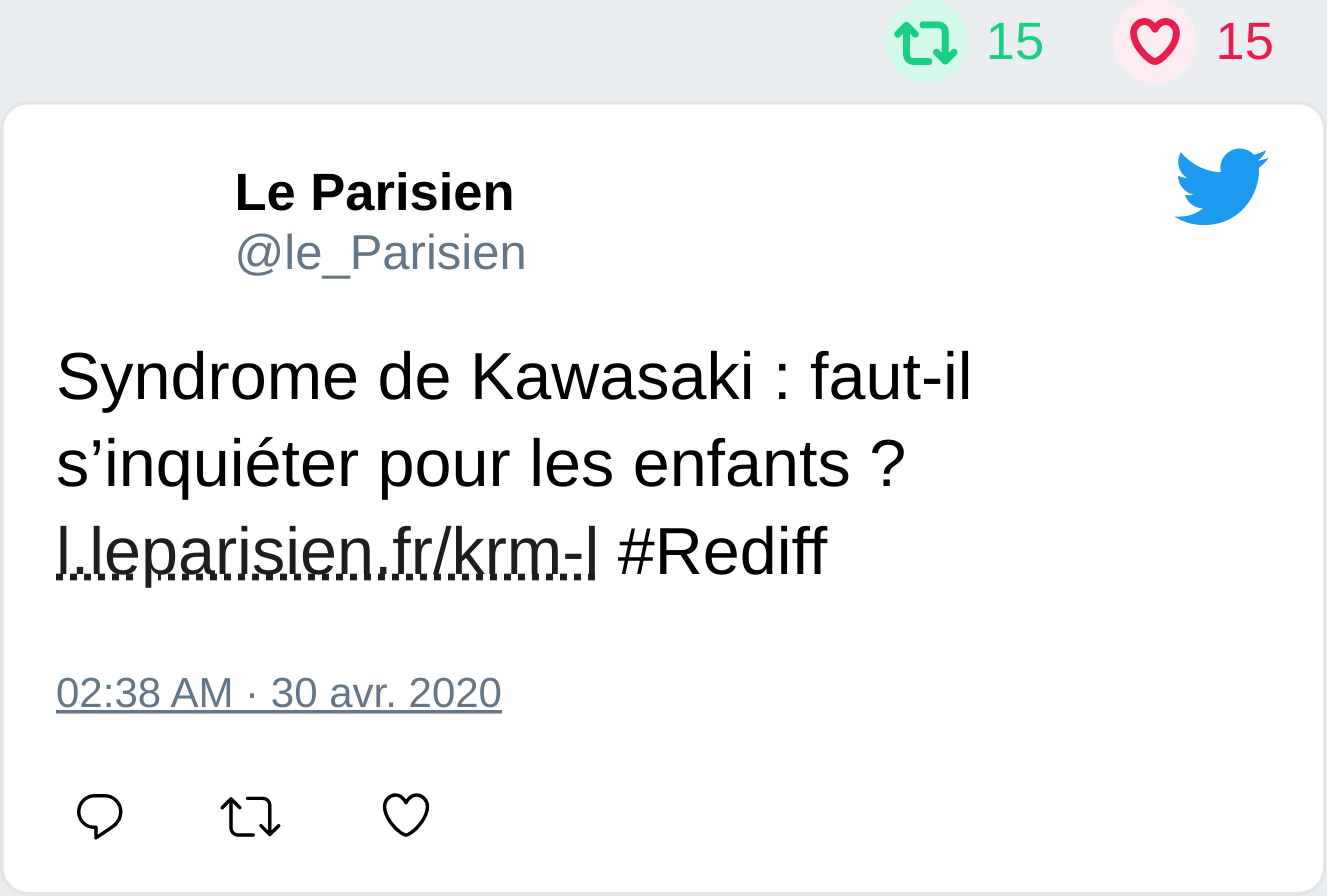 15 15
Le Parisien
@le_Parisien
Syndrome de Kawasaki : faut-il
s’inquiéter pour les enfants ?
l.leparisien.fr/krm-l #Rediff
02:38 AM · 30 avr. 2020